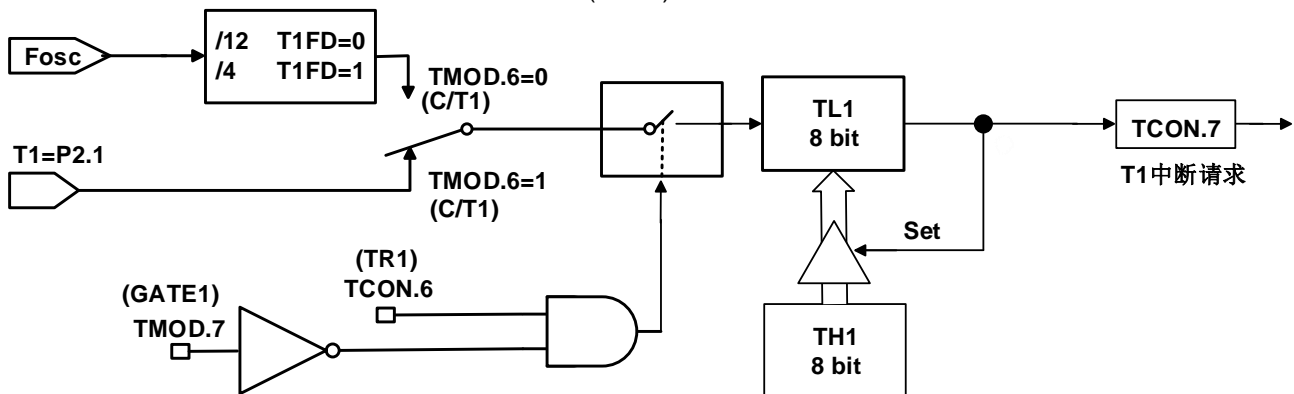 /12 T1FD=0
/4 T1FD=1
Fosc
TMOD.6=0
(C/T1)
T1=P2.1
TMOD.6=1
(C/T1)
TL1
8 bit
TCON.7
T1中断请求
Set
(TR1)
TCON.6
(GATE1)
TMOD.7
TH1
8 bit